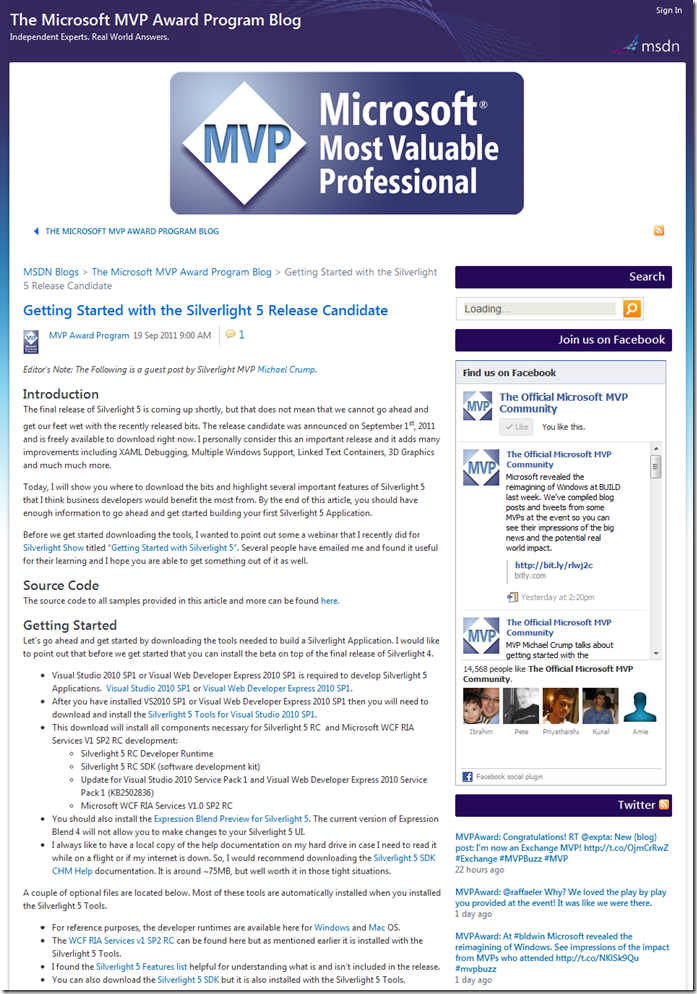 The Microsoft MVP Award Program Blog
Independent Experts. Real World Answers.
Sign In
msdn
MVP
Microsoft®
Most Valuable
Professional
THE MICROSOFT MVP AWARD PROGRAM BLOG
MSDN Blogs > The Microsoft MVP Award Program Blog > Getting Started with the Silverlight
5 Release Candidate
Getting Started with the Silverlight 5 Release Candidate
MVP Award Program 19 Sep 2011 9:00 AM 1
Editor's Note: The Following is a guest post by Silverlight MVP Michael Crump.
Introduction
The final release of Silverlight 5 is coming up shortly, but that does not mean that we cannot go ahead and
get our feet wet with the recently released bits. The release candidate was announced on September 1st, 2011
and is freely available to download right now. I personally consider this an important release and it adds many
improvements including XAML Debugging, Multiple Windows Support, Linked Text Containers, 3D Graphics
and much much more.
Today, I will show you where to download the bits and highlight several important features of Silverlight 5
that I think business developers would benefit the most from. By the end of this article, you should have
enough information to go ahead and get started building your first Silverlight 5 Application.
Before we get started downloading the tools, I wanted to point out some a webinar that I recently did for
Silverlight Show titled "Getting Started with Silverlight 5". Several people have emailed me and found it useful
for their learning and I hope you are able to get something out of it as well.
Source Code
The source code to all samples provided in this article and more can be found here.
Getting Started
Let's go ahead and get started by downloading the tools needed to build a Silverlight Application. I would like
to point out that before we get started that you can install the beta on top of the final release of Silverlight 4.
• Visual Studio 2010 SP1 or Visual Web Developer Express 2010 SP1 is required to develop Silverlight 5
Applications. Visual Studio 2010 SP1 or Visual Web Developer Express 2010 SP1.
• After you have installed VS2010 SP1 or Visual Web Developer Express 2010 SP1 then you will need to
download and install the Silverlight 5 Tools for Visual Studio 2010 SP1.
• This download will install all components necessary for Silverlight 5 RC and Microsoft WCF RIA
Services V1 SP2 RC development:
◦ Silverlight 5 RC Developer Runtime
◦ Silverlight 5 RC SDK (software development kit)
◦ Update for Visual Studio 2010 Service Pack 1 and Visual Web Developer Express 2010 Service
Pack 1 (KB2502836)
◦ Microsoft WCF RIA Services V1.0 SP2 RC
• You should also install the Expression Blend Preview for Silverlight 5. The current version of Expression
Blend 4 will not allow you to make changes to your Silverlight 5 UI.
• I always like to have a local copy of the help documentation on my hard drive in case I need to read it
while on a flight or if my internet is down. So, I would recommend downloading the Silverlight 5 SDK
CHM Help documentation. It is around ~75MB, but well worth it in those tight situations.
A couple of optional files are located below. Most of these tools are automatically installed when you installed
the Silverlight 5 Tools.
• For reference purposes, the developer runtimes are available here for Windows and Mac OS.
• The WCF RIA Services v1 SP2 RC can be found here but as mentioned earlier it is installed with the
Silverlight 5 Tools.
• I found the Silverlight 5 Features list helpful for understanding what is and isn't included in the release.
• You can also download the Silverlight 5 SDK but it is also installed with the Silverlight 5 Tools.
Search
Loading...
Join us on Facebook
Find us on Facebook
MVP
The Official Microsoft MVP
Community
Like You like this.
MVP
The Official Microsoft MVP
Community
Microsoft revealed the
reimagining of Windows at BUILD
last week. We've compiled blog
posts and tweets from some
MVPs at the event so you can
see their impressions of the big
news and the potential real
world impact.
http://bit.ly/rlwj2c
bitly.com
Yesterday at 2:20pm
MVP
The Official Microsoft MVP
Community
MVP Michael Crump talks about
getting started with the
14,568 people like The Official Microsoft MVP
Community.
Ibrahim Pete Priyatharshi Kunal Amie
Facebook social plugin
Twitter
MVPAward: Congratulations! RT @expta: New {blog}
post: I'm now an Exchange MVP! http://t.co/OjmCrRwZ
#Exchange #MVPBuzz #MVP
22 hours ago
MVPAward: @raffaeler Why? We loved the play by play
you provided at the event! It was like we were there.
1 day ago
MVPAward: At #bldwin Microsoft revealed the
reimagining of Windows. See impressions of the impact
from MVPs who attended http://t.co/NKlSk9Qu
#mvpbuzz
1 day ago